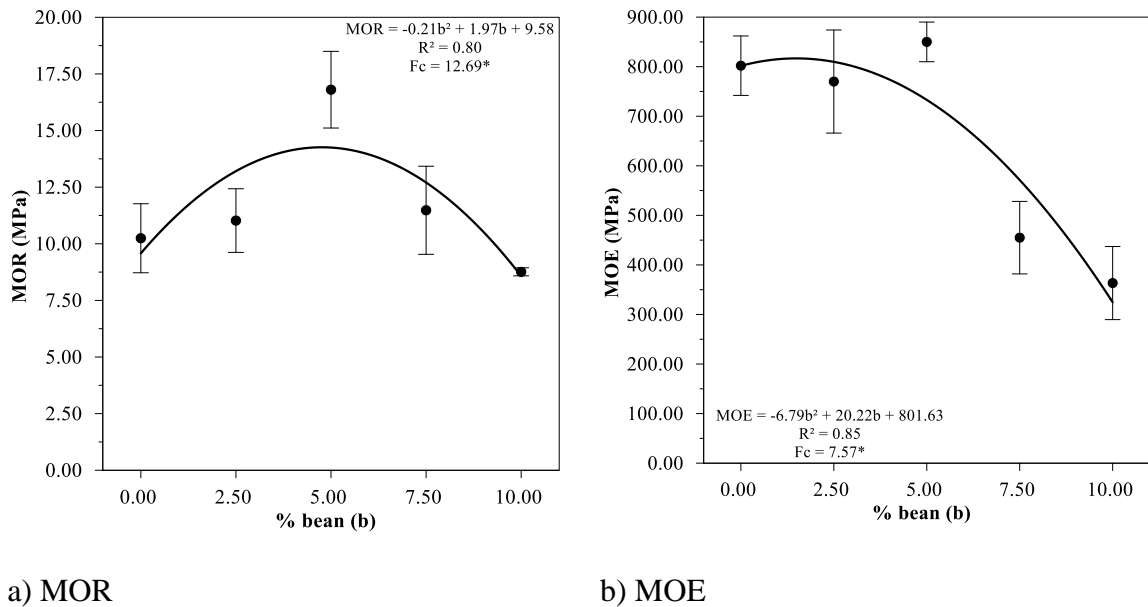 20.00
17.50
15.00
12.50
10.00
7.50
5.00
2.50
0.00
MOR (MPa)
MOR = -0.21b² + 1.97b + 9.58
R² = 0.80
Fc = 12.69*
0.00 2.50 5.00 7.50 10.00
% bean (b)
a) MOR
900.00
800.00
700.00
600.00
500.00
400.00
300.00
200.00
100.00
0.00
MOE (MPa)
MOE = -6.79b² + 20.22b + 801.63
R² = 0.85
Fc = 7.57*
0.00 2.50 5.00 7.50 10.00
% bean (b)
b) MOE